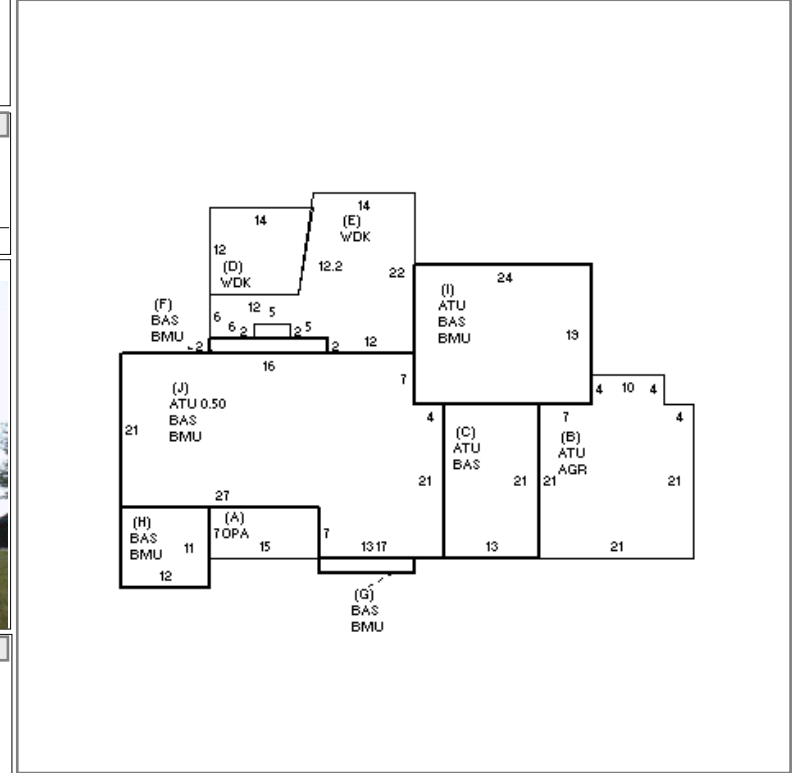 14
(E)
WDK
14
12
(D)
WDK
12.2
22
24
(I)
ATU
BAS
BMU
19
(F)
BAS
BMU
6
12 5
6 2
2 5
2
2
12
16
7
4 10 4
(J)
ATU 0.50
BAS
BMU
21
4
(C)
ATU
BAS
7
(B)
ATU
AGR
4
21
21
21
21
27
(H)
BAS
BMU
11
12
(A)
7 OPA
15
7
13 17
13
21
(G)
BAS
BMU